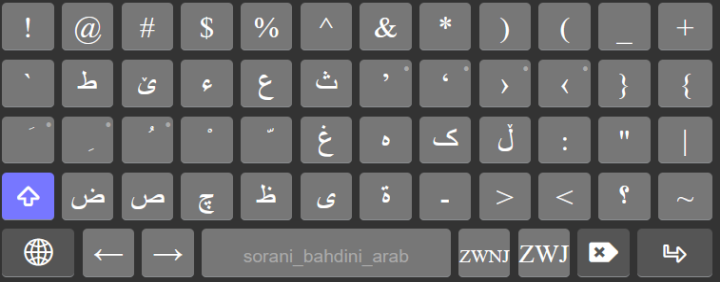 ! @ # $ % ^ & * ) ( _ +
` ط ێ ء ع ث ’ ‘ › ‹ } {
َ ِ ُ ْ ّ غ ه ک ڵ : " |
ض ص چ ظ ی ة ـ > < ؟ ~
← → sorani_bahdini_arab ZWNJ ZWJ